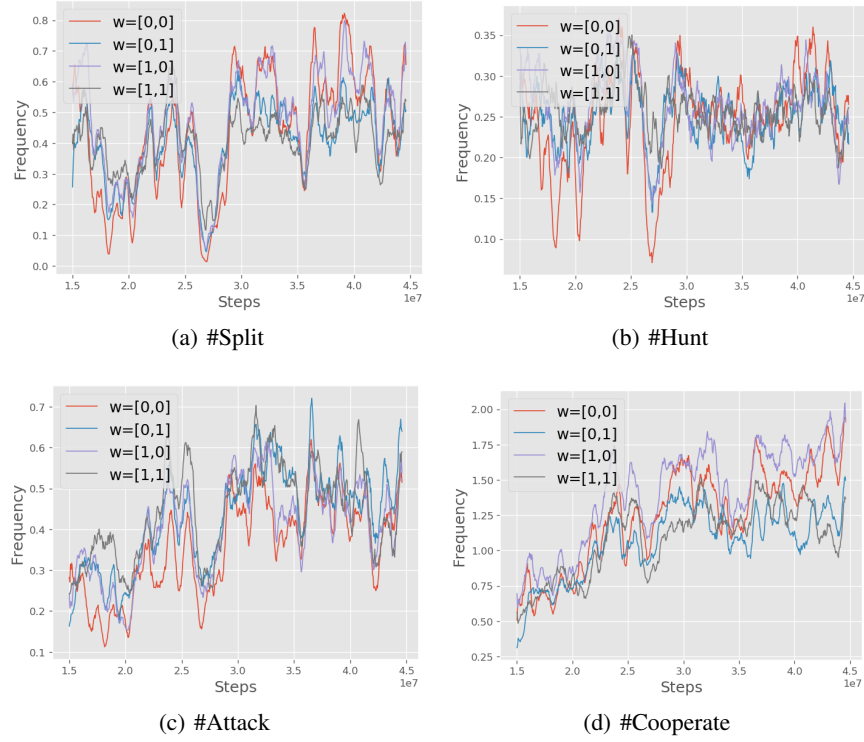 0.8
0.7
0.6
0.5
0.4
0.3
0.2
0.1
0.0
Frequency
w=[0,0]
w=[0,1]
w=[1,0]
w=[1,1]
1.5 2.0 2.5 3.0 3.5 4.0 4.5
1e7
Steps
(a) #Split
0.35
0.30
0.25
0.20
0.15
0.10
Frequency
w=[0,0]
w=[0,1]
w=[1,0]
w=[1,1]
1.5 2.0 2.5 3.0 3.5 4.0 4.5
1e7
Steps
(b) #Hunt
0.7
0.6
0.5
0.4
0.3
0.2
0.1
Frequency
w=[0,0]
w=[0,1]
w=[1,0]
w=[1,1]
1.5 2.0 2.5 3.0 3.5 4.0 4.5
1e7
Steps
(c) #Attack
2.00
1.75
1.50
1.25
1.00
0.75
0.50
0.25
Frequency
w=[0,0]
w=[0,1]
w=[1,0]
w=[1,1]
1.5 2.0 2.5 3.0 3.5 4.0 4.5
1e7
Steps
(d) #Cooperate